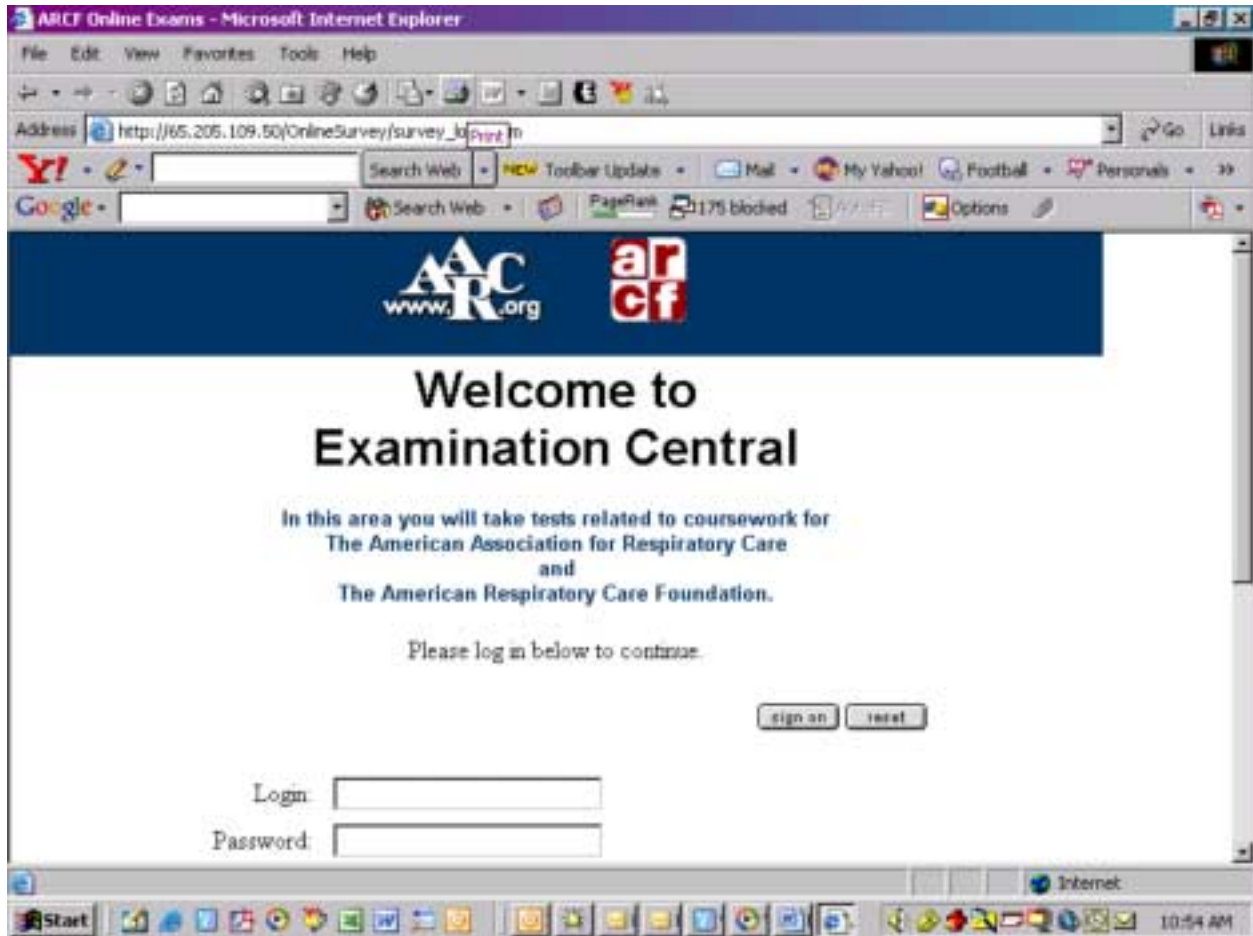 ARCF Online Exams - Microsoft Internet Explorer
File Edit View Favorites Tools Help
Address http://65.205.109.50/OnlineSurvey/survey_lo Print m Go Links
Y! Search Web NEW Toolbar Update Mail My Yahoo! Football Personals
Google Search Web PageRank 175 blocked Options
AARC
www. .org
arcf
Welcome to
Examination Central
In this area you will take tests related to coursework for
The American Association for Respiratory Care
and
The American Respiratory Care Foundation.
Please log in below to continue.
sign on reset
Login:
Password:
Internet
Start 10:54 AM